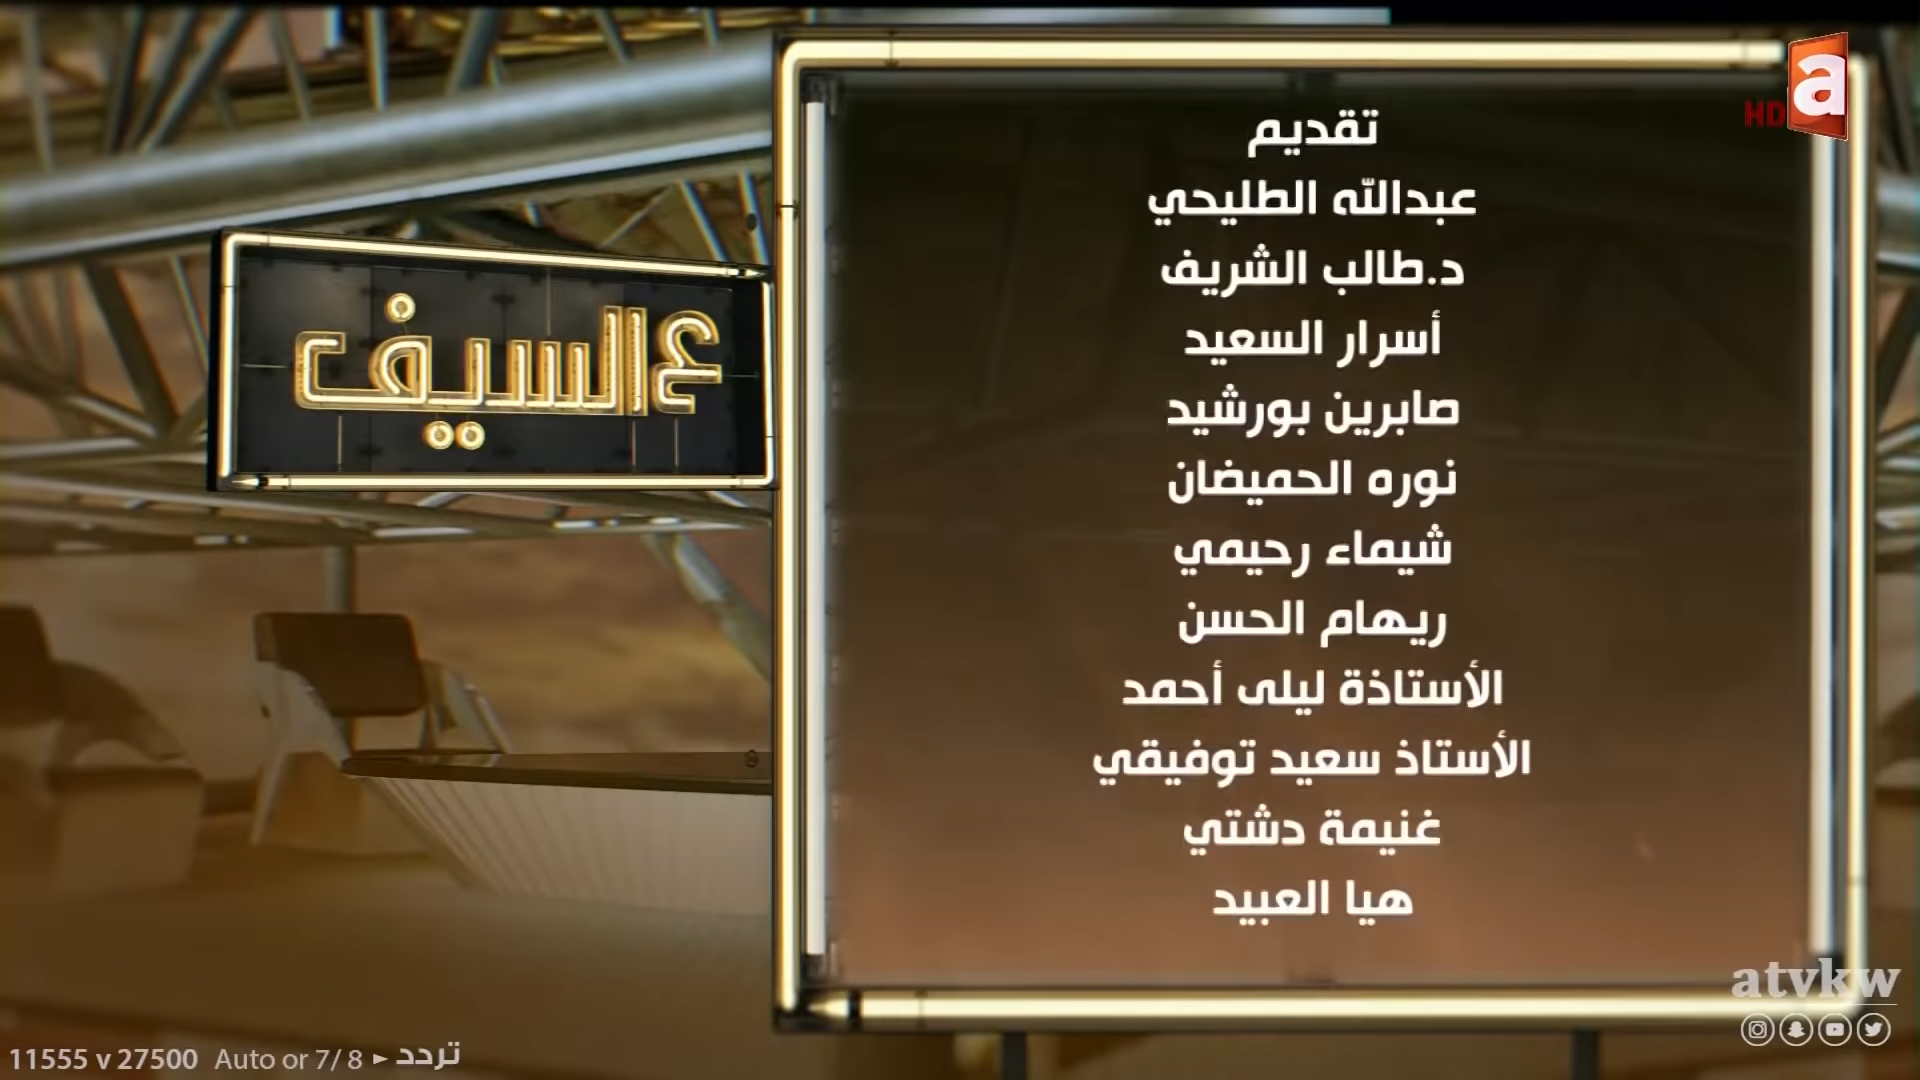 a
HD
تقديم
عبدالله الطليحي
د.طالب الشريف
أسرار السعيد
صابرين بورشيد
نوره الحميضان
شيماء رحيمي
ريهام الحسن
الأستاذة ليلى أحمد
الأستاذ سعيد توفيقي
غنيمة دشتي
هيا العبيد
ع السيف
atvkw
11555 v 27500 Auto or 7/8 ► تردد